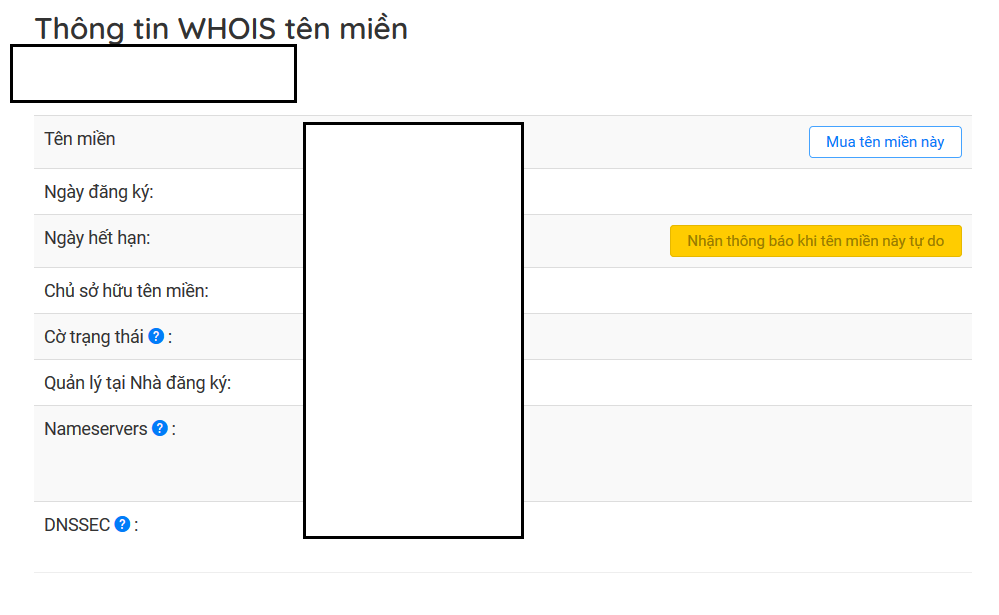 Thông tin WHOIS tên miền
Tên miền
Mua tên miền này
Ngày đăng ký:
Ngày hết hạn:
Nhận thông báo khi tên miền này tự do
Chủ sở hữu tên miền:
Cờ trạng thái ? :
Quản lý tại Nhà đăng ký:
Nameservers ? :
DNSSEC ? :